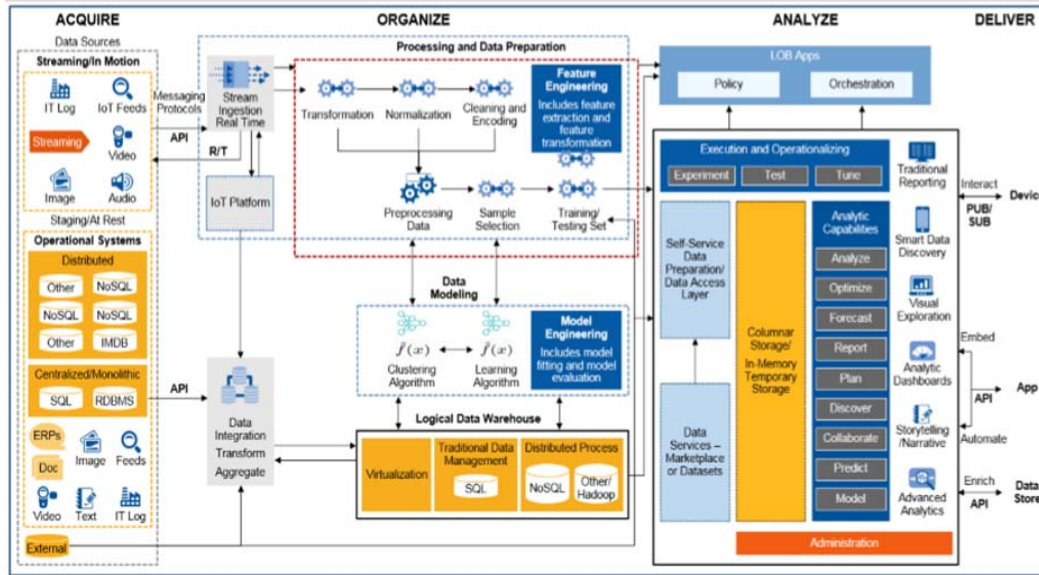 ACQUIRE
ORGANIZE
ANALYZE
DELIVER
Data Sources
Streaming/In Motion
IT Log
IoT Feeds
Streaming
Video
Image
Audio
Messaging
Protocols
API
R/T
Staging/At Rest
Operational Systems
Distributed
Other
NoSQL
NoSQL
NoSQL
Other
IMDB
Centralized/Monolithic
SQL
RDBMS
API
ERPs
Doc
Image
Feeds
Video
Text
IT Log
External
Processing and Data Preparation
Stream
Ingestion
Real Time
IoT Platform
Transformation
Normalization
Cleaning and
Encoding
Feature
Engineering
Includes feature
extraction and
feature
transformation
Preprocessing
Data
Sample
Selection
Training/
Testing Set
Data
Modeling
f(x)
f(x)
Clustering
Algorithm
Learning
Algorithm
Model
Engineering
Includes model
fitting and model
evaluation
Data
Integration
Transform
Aggregate
Logical Data Warehouse
Virtualization
Traditional Data
Management
SQL
Distributed Process
NoSQL
Other/
Hadoop
LOB Apps
Policy
Orchestration
Execution and Operationalizing
Experiment
Test
Tune
Self-Service
Data
Preparation/
Data Access
Layer
Data
Services –
Marketplace
or Datasets
Columnar
Storage/
In-Memory
Temporary
Storage
Analytic
Capabilities
Analyze
Optimize
Forecast
Report
Plan
Discover
Collaborate
Predict
Model
Administration
Traditional
Reporting
Smart Data
Discovery
Visual
Exploration
Analytic
Dashboards
Storytelling
/Narrative
Advanced
Analytics
Interact
PUB/
SUB
Device
Embed
API
App
Automate
Enrich
API
Data
Store